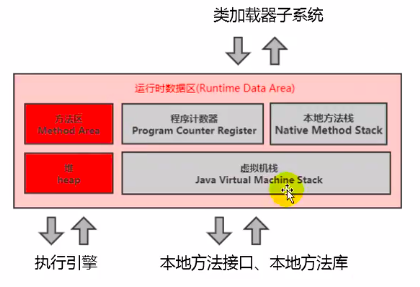 类加载器子系统
运行时数据区(Runtime Data Area)
方法区
Method Area
程序计数器
Program Counter Register
本地方法栈
Native Method Stack
堆
heap
虚拟机栈
Java Virtual Machine Stack
执行引擎
本地方法接口、本地方法库